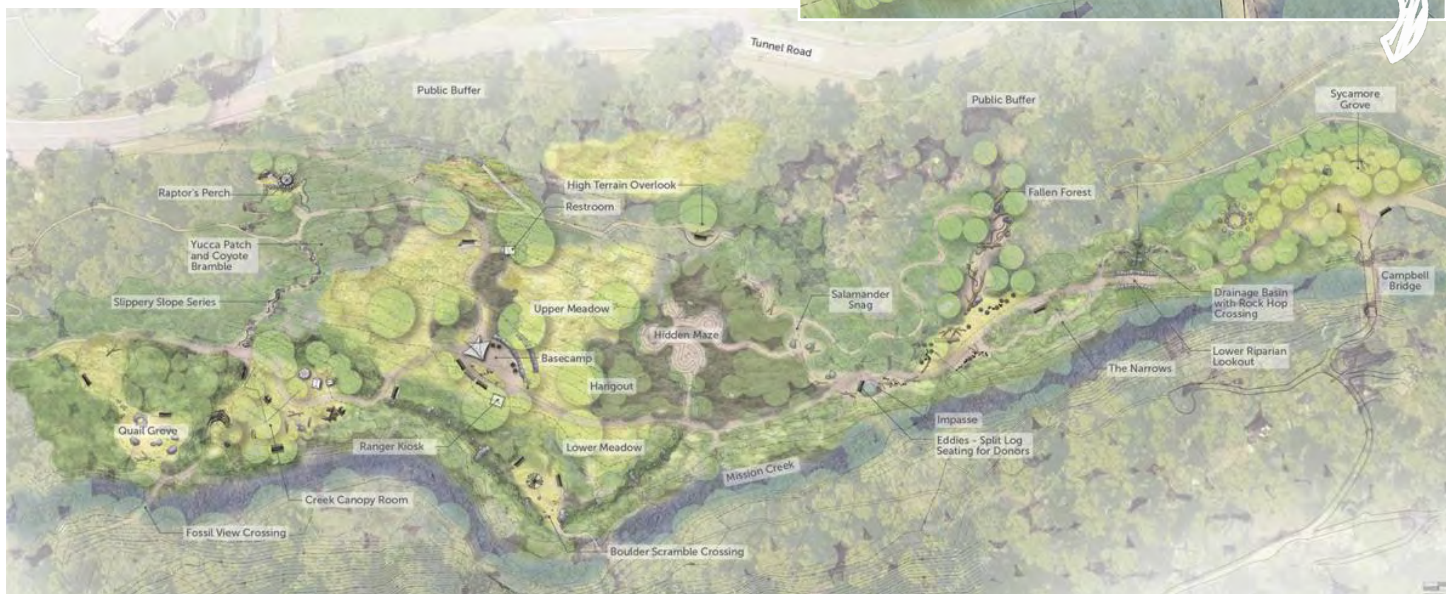 Tunnel Road
Public Buffer
Public Buffer
Sycamore
Grove
Raptor's Perch
High Terrain Overlook
Restroom
Fallen Forest
Yucca Patch
and Coyote
Bramble
Slippery Slope Series
Upper Meadow
Salamander
Snag
Campbell
Bridge
Drainage Basin
with Rock Hop
Crossing
Hidden Maze
Basecamp
Lower Riparian
Lookout
The Narrows
Hangout
Quail Grove
Ranger Kiosk
Lower Meadow
Impasse
Eddies - Split Log
Seating for Donors
Mission Creek
Creek Canopy Room
Fossil View Crossing
Boulder Scramble Crossing